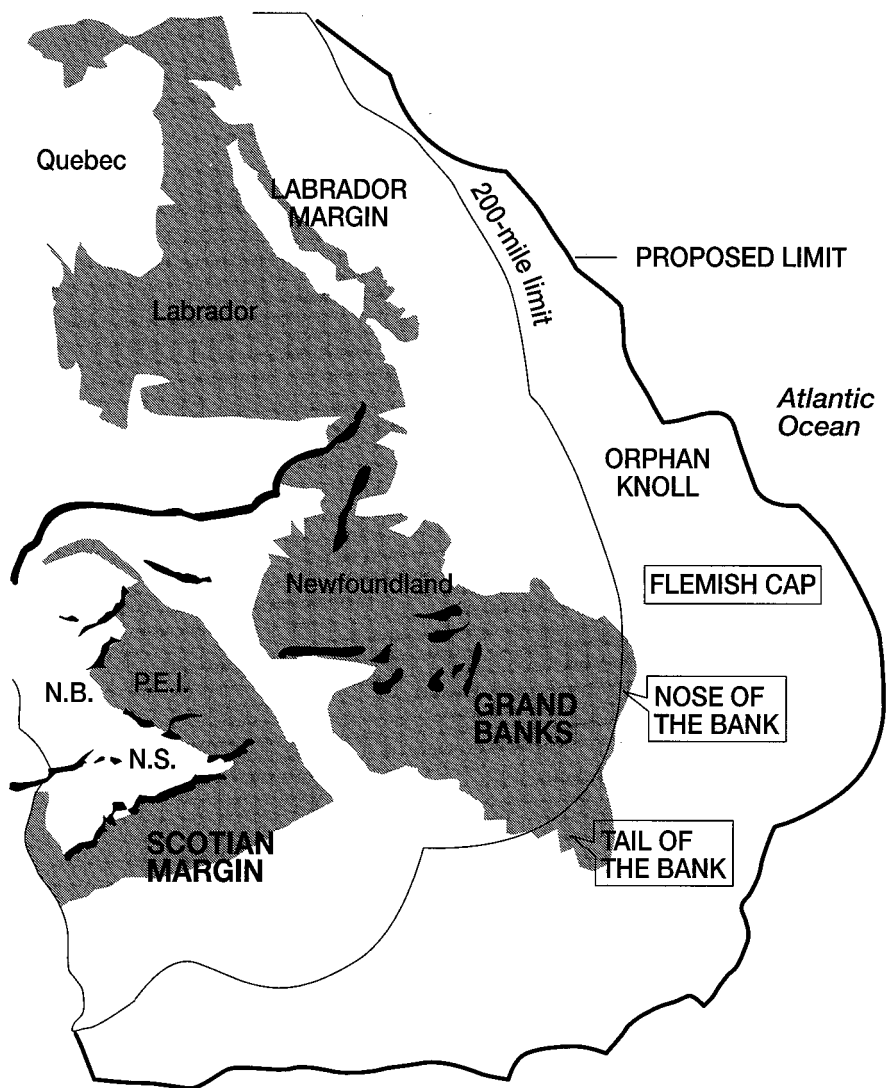 Quebec
LABRADOR
MARGIN
200-mile limit
PROPOSED LIMIT
Labrador
Atlantic
Ocean
ORPHAN
KNOLL
Newfoundland
FLEMISH CAP
N.B.
P.E.I.
GRAND
BANKS
NOSE OF
THE BANK
N.S.
SCOTIAN
MARGIN
TAIL OF
THE BANK